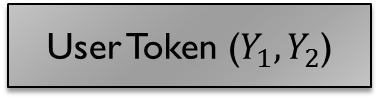 User Token (𝑌₁, 𝑌₂)